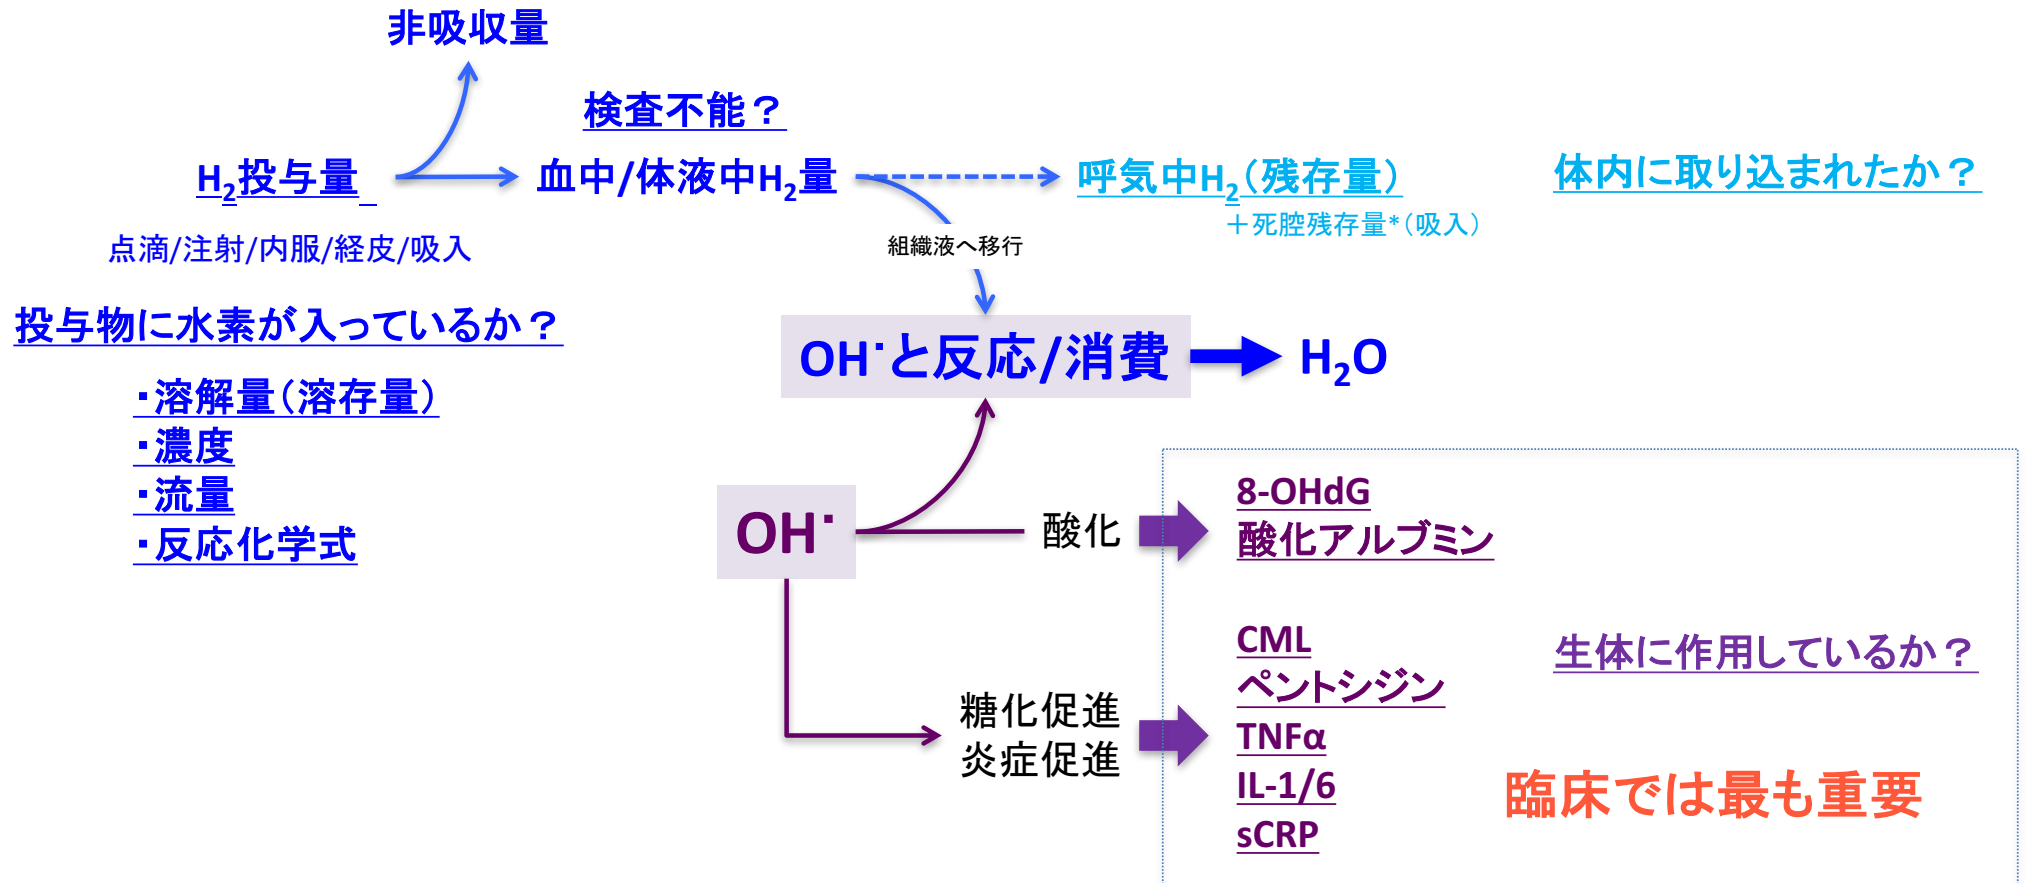 非吸収量
検査不能？
H₂投与量
血中/体液中H₂量
呼気中H₂（残存量）
＋死腔残存量*（吸入）
体内に取り込まれたか？
点滴/注射/内服/経皮/吸入
組織液へ移行
投与物に水素が入っているか？
・溶解量（溶存量）
・濃度
・流量
・反応化学式
OH・と反応/消費
H₂O
OH・
酸化
8-OHdG
酸化アルブミン
糖化促進
炎症促進
CML
ペントシジン
TNFα
IL-1/6
sCRP
生体に作用しているか？
臨床では最も重要